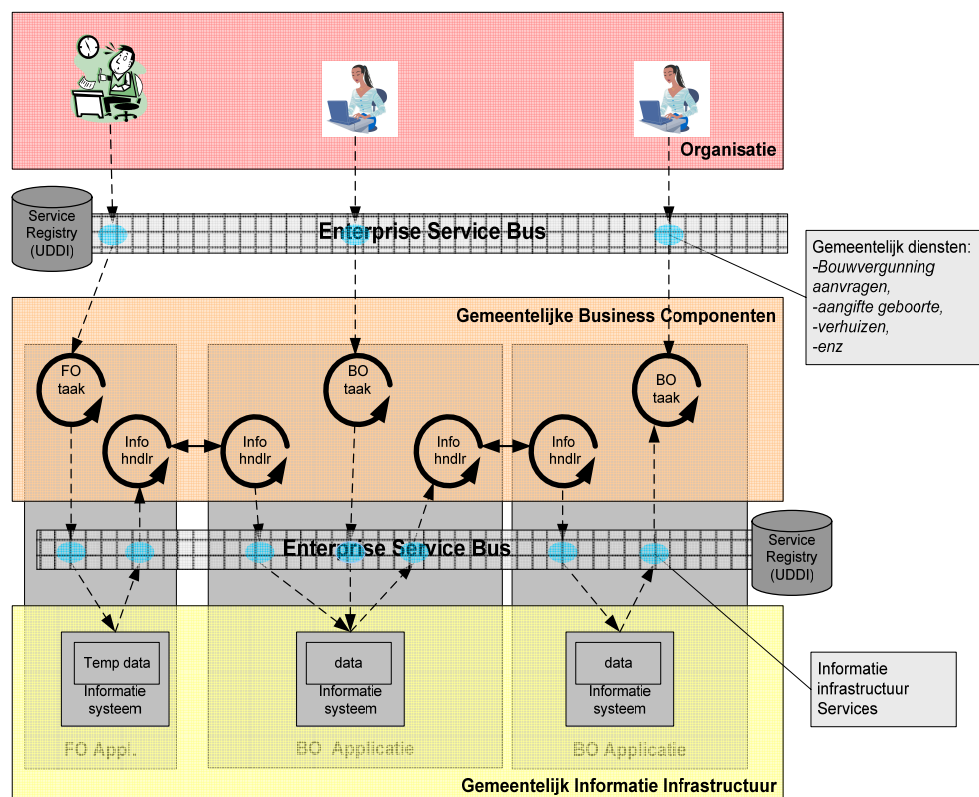 Organisatie
Service
Registry
(UDDI)
Enterprise Service Bus
Gemeentelijk diensten:
-Bouwvergunning
aanvragen,
-aangifte geboorte,
-verhuizen,
-enz
Gemeentelijke Business Componenten
FO
taak
BO
taak
BO
taak
Info
hndlr
Info
hndlr
Info
hndlr
Info
hndlr
Enterprise Service Bus
Service
Registry
(UDDI)
Temp data
Informatie
systeem
data
Informatie
systeem
data
Informatie
systeem
Informatie
infrastructuur
Services
FO Appl.
BO Applicatie
BO Applicatie
Gemeentelijk Informatie Infrastructuur